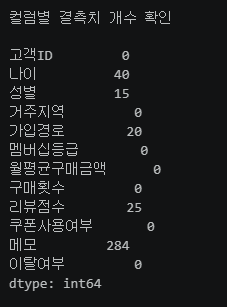 컬럼별 결측치 개수 확인
고객ID 0
나이 40
성별 15
거주지역 0
가입경로 20
멤버십등급 0
월평균구매금액 0
구매횟수 0
리뷰점수 25
쿠폰사용여부 0
메모 284
이탈여부 0
dtype: int64